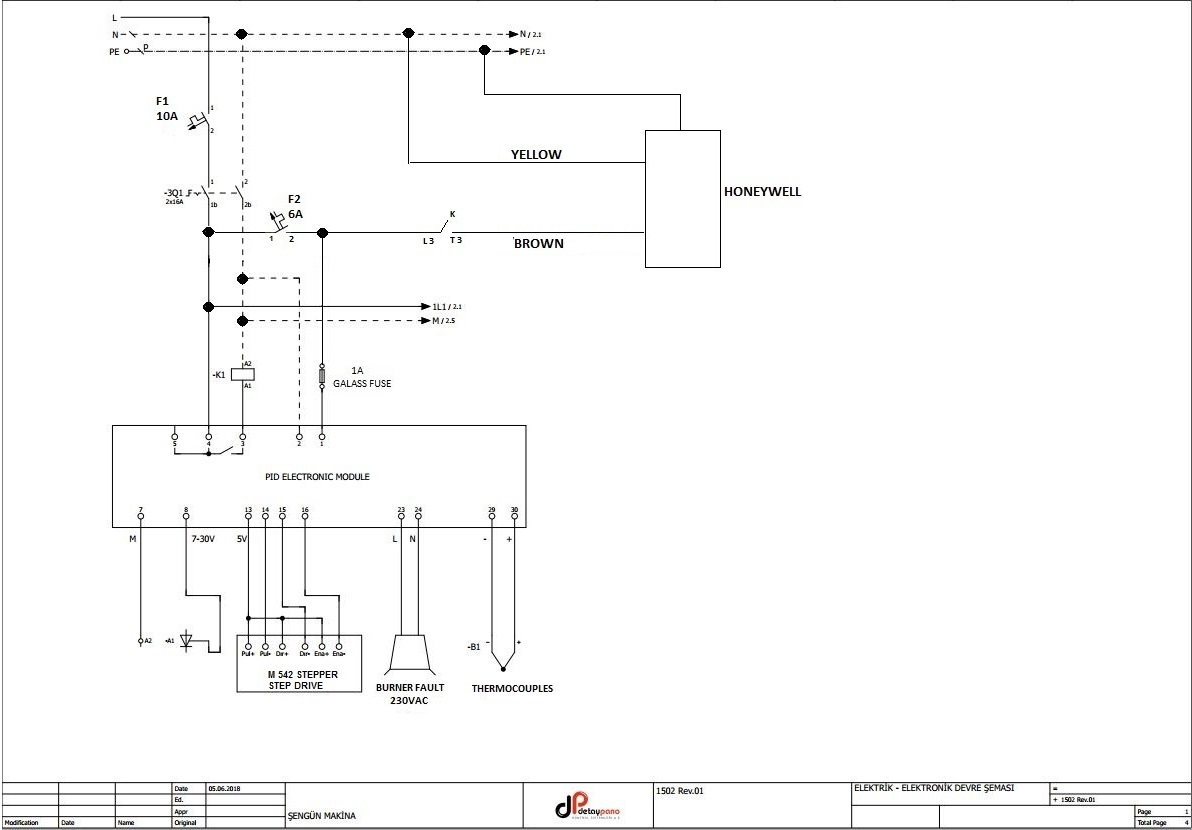 L
N
N / 2.1
PE
P
PE / 2.1
F1
10A
1
2
YELLOW
HONEYWELL
-3Q1
F
2x16A
1
1b
2
2b
F2
6A
1
2
K
L 3
T 3
BROWN
1L1 / 2.1
M / 2.5
-K1
A2
A1
1A
GALASS FUSE
5
4
3
2
1
PID ELECTRONIC MODULE
7
8
13
14
15
16
23
24
29
30
M
7-30V
5V
L
N
-
+
A2
A1
Pul+
Pul-
Dır+
Dır-
Ena+
Ena-
M 542 STEPPER
STEP DRIVE
BURNER FAULT
230VAC
-B1
-
+
THERMOCOUPLES
Date
05.06.2018
Ed.
Appr
Modification
Date
Name
Original
ŞENGÜN MAKİNA
dp detaypano
1502 Rev.01
ELEKTRİK - ELEKTRONİK DEVRE ŞEMASI
=
+ 1502 Rev.01
Page
1
Total Page
4